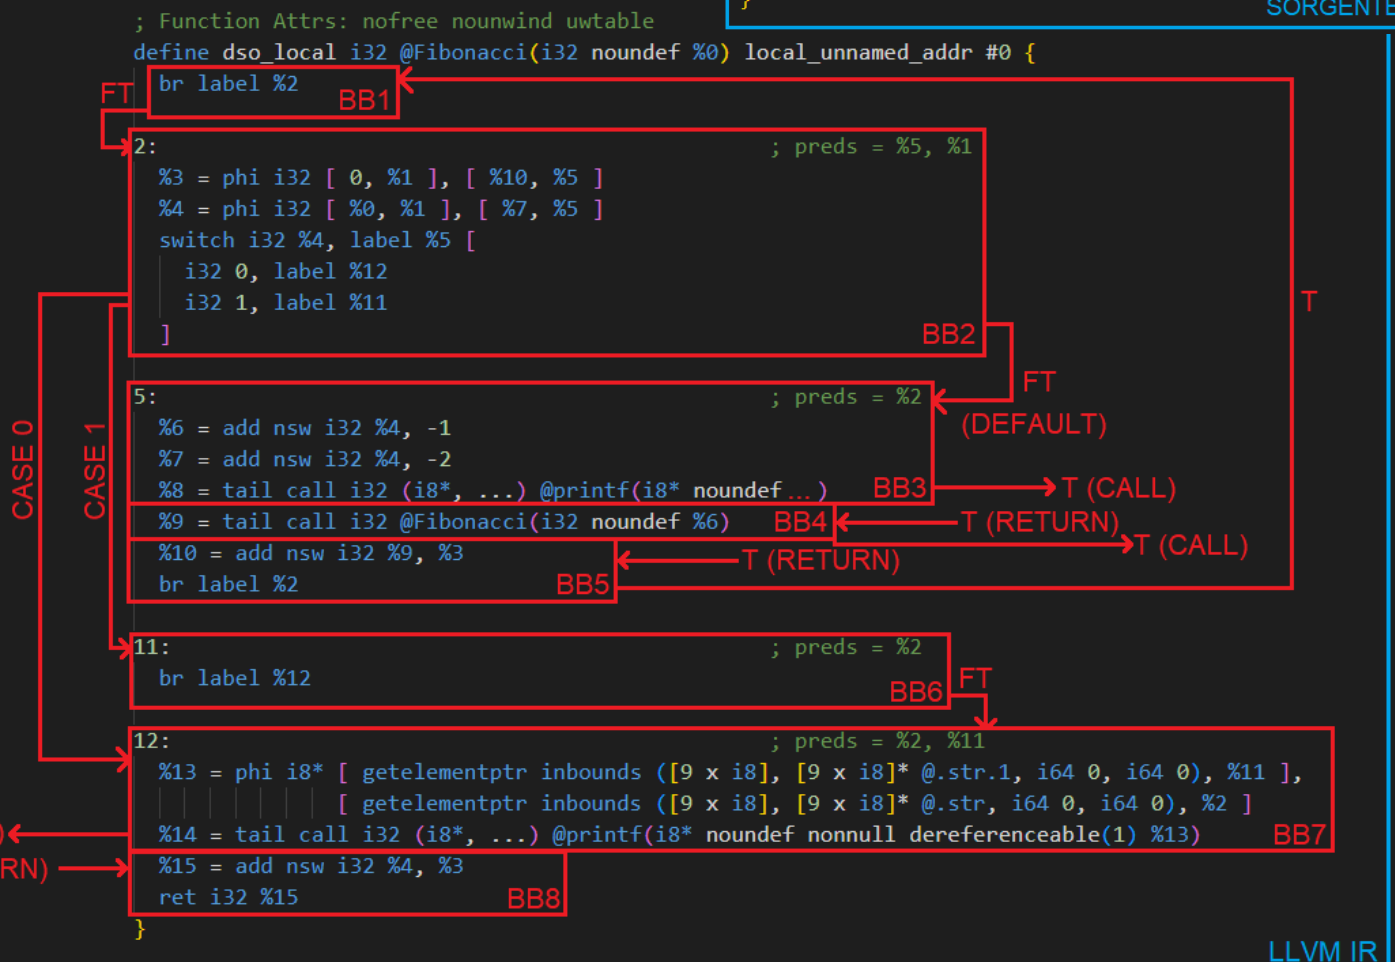 ; Function Attrs: nofree nounwind uwtable
}
SORGENTE
define dso_local i32 @Fibonacci(i32 noundef %0) local_unnamed_addr #0 {
br label %2
FT
BB1
2: ; preds = %5, %1
%3 = phi i32 [ 0, %1 ], [ %10, %5 ]
%4 = phi i32 [ %0, %1 ], [ %7, %5 ]
switch i32 %4, label %5 [
i32 0, label %12
i32 1, label %11
]
BB2
T
FT
(DEFAULT)
CASE 0
CASE 1
5: ; preds = %2
%6 = add nsw i32 %4, -1
%7 = add nsw i32 %4, -2
%8 = tail call i32 (i8*, ...) @printf(i8* noundef ... )
BB3
T (CALL)
%9 = tail call i32 @Fibonacci(i32 noundef %6)
BB4
T (RETURN)
T (CALL)
%10 = add nsw i32 %9, %3
T (RETURN)
br label %2
BB5
11: ; preds = %2
br label %12
BB6
FT
12: ; preds = %2, %11
%13 = phi i8* [ getelementptr inbounds ([9 x i8], [9 x i8]* @.str.1, i64 0, i64 0), %11 ],
[ getelementptr inbounds ([9 x i8], [9 x i8]* @.str, i64 0, i64 0), %2 ]
)
%14 = tail call i32 (i8*, ...) @printf(i8* noundef nonnull dereferenceable(1) %13)
BB7
RN)
%15 = add nsw i32 %4, %3
ret i32 %15
BB8
}
LLVM IR